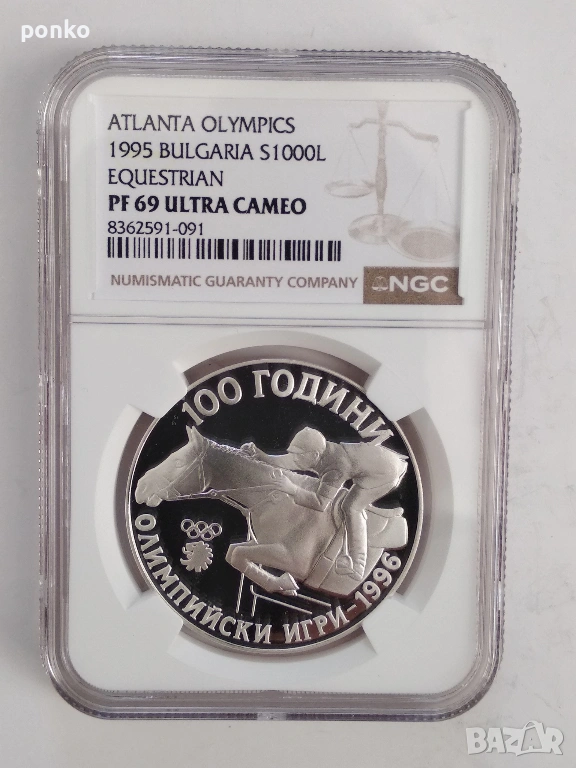 ponko
ATLANTA OLYMPICS
1995 BULGARIA S1000L
EQUESTRIAN
PF 69 ULTRA CAMEO
8362591-091
NUMISMATIC GUARANTY COMPANY
NGC
100 ГОДИНИ
ОЛИМПИЙСКИ ИГРИ-1996
BAZAR